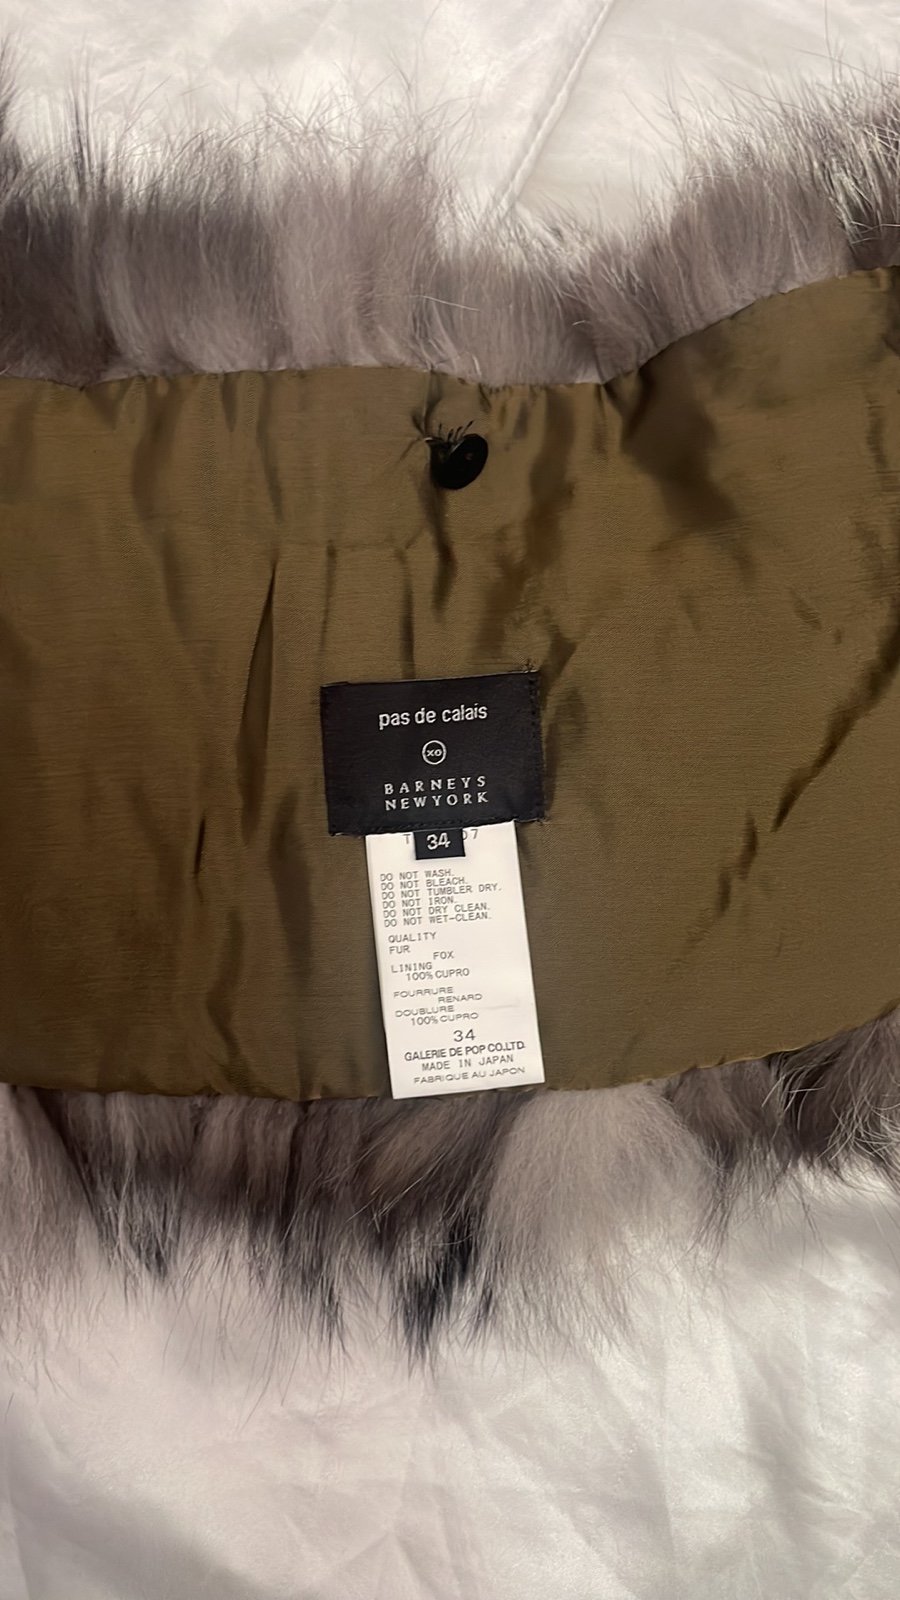 pas de calais
XO
BARNEYS
NEWYORK
34
DO NOT WASH.
DO NOT BLEACH.
DO NOT TUMBLER DRY.
DO NOT IRON.
DO NOT DRY CLEAN.
DO NOT WET-CLEAN.
QUALITY
FUR
FOX
LINING
100% CUPRO
FOURRURE
RENARD
DOUBLURE
100% CUPRO
34
GALERIE DE POP CO.LTD.
MADE IN JAPAN
FABRIQUE AU JAPON